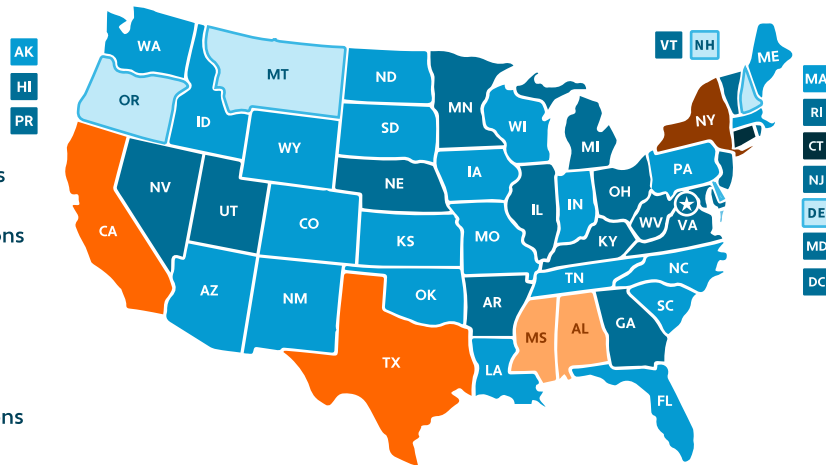 WA
ME
AK
VT
NH
MT
ND
MA
HI
OR
MN
ID
SD
WI
NY
RI
PR
MI
WY
CT
PA
s
IA
NJ
NV
NE
OH
UT
IL
IN
DE
CA
CO
WV
VA
ons
KS
MO
KY
MD
NC
TN
DC
AZ
NM
OK
AR
SC
GA
MS
AL
TX
LA
FL
ons